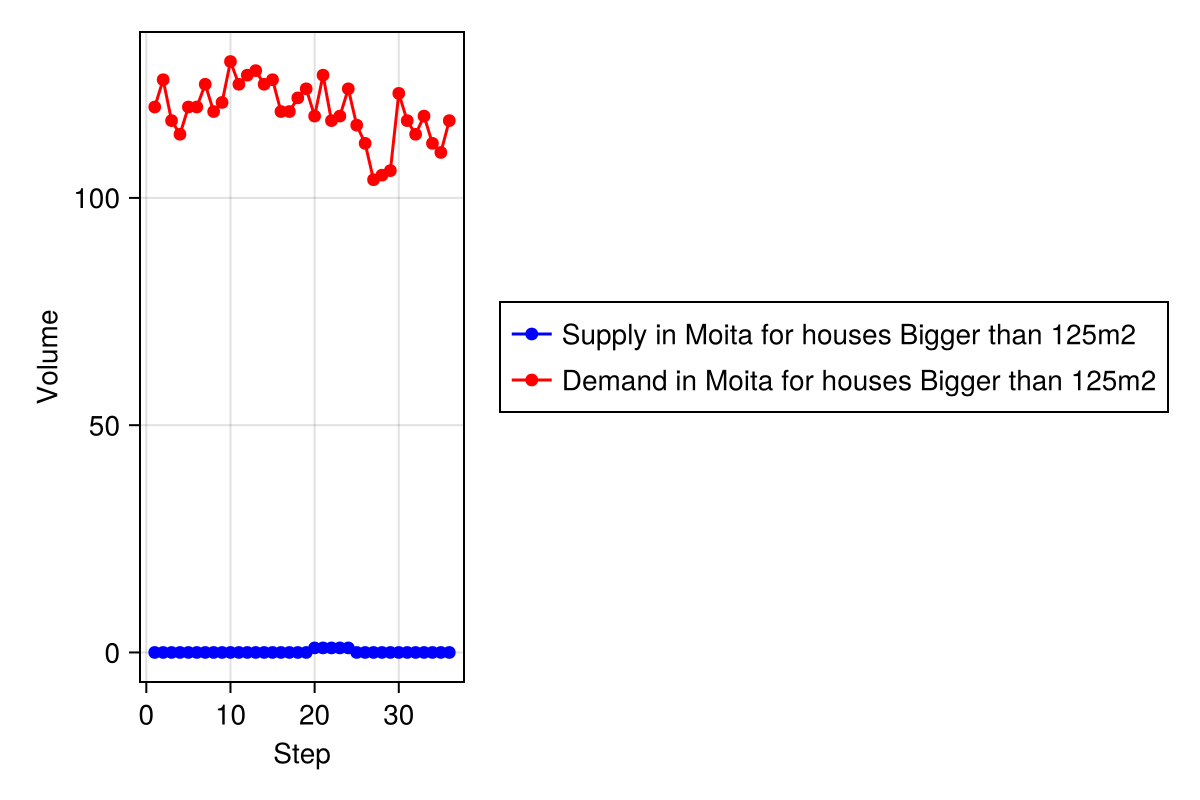 Volume
100
50
0
0 10 20 30
Step
Supply in Moita for houses Bigger than 125m2
Demand in Moita for houses Bigger than 125m2